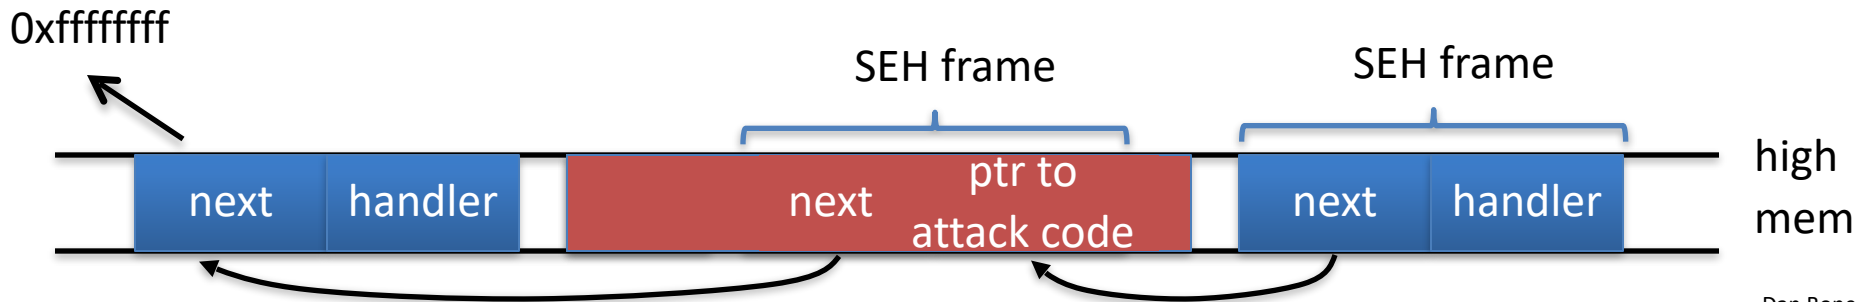 0xffffffff
SEH frame
SEH frame
next
handler
next
ptr to
attack code
next
handler
high
mem